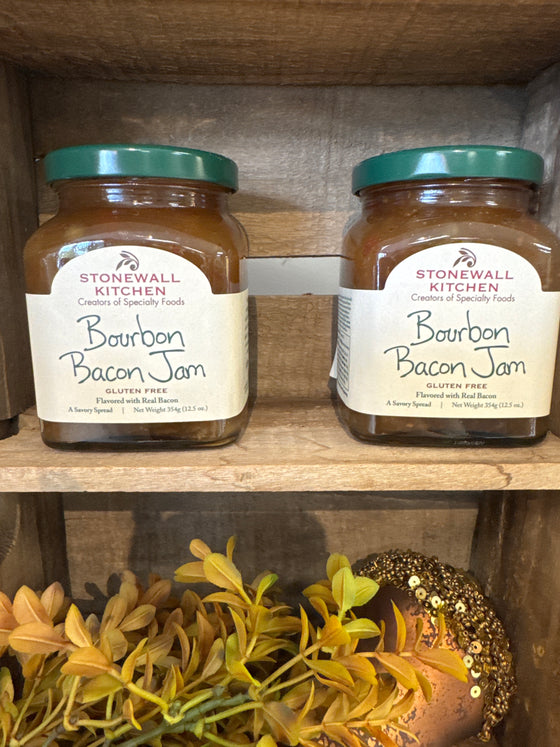 STONEWALL
KITCHEN
Creators of Specialty Foods
Bourbon
Bacon Jam
GLUTEN FREE
Flavored with Real Bacon
A Savory Spread | Net Weight 354g (12.5 oz.)
STONEWALL
KITCHEN
Creators of Specialty Foods
Bourbon
Bacon Jam
GLUTEN FREE
Flavored with Real Bacon
A Savory Spread | Net Weight 354g (12.5 oz.)